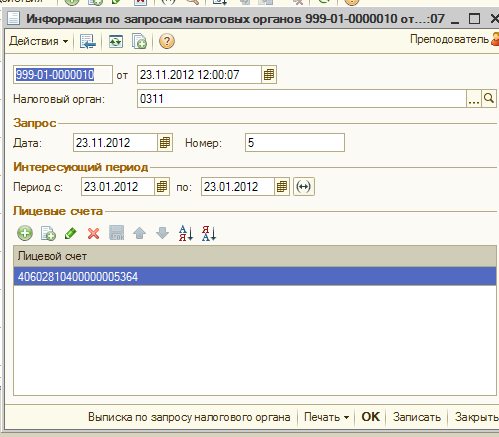 Информация по запросам налоговых органов 999-01-0000010 от...:07
Действия
Преподователь
999-01-0000010 от 23.11.2012 12:00:07
Налоговый орган: 0311 ...
Запрос
Дата: 23.11.2012 Номер: 5
Интересующий период
Период с: 23.01.2012 по: 23.01.2012
Лицевые счета
Лицевой счет
40602810400000005364
Выписка по запросу налогового органа Печать OK Записать Закрыть